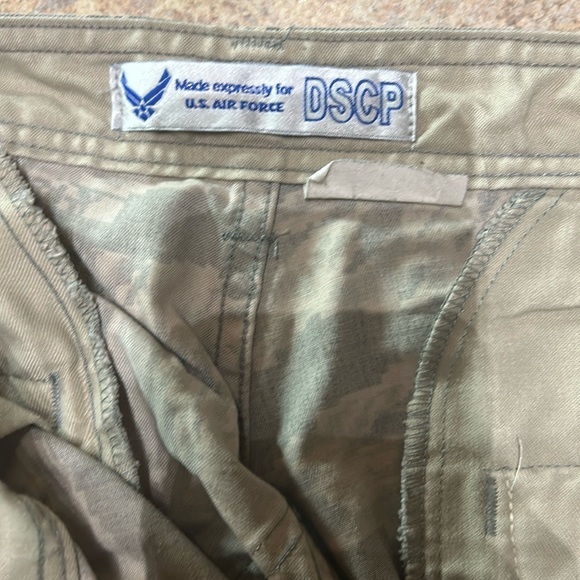 Made expressly for
U.S. AIR FORCE
DSCP